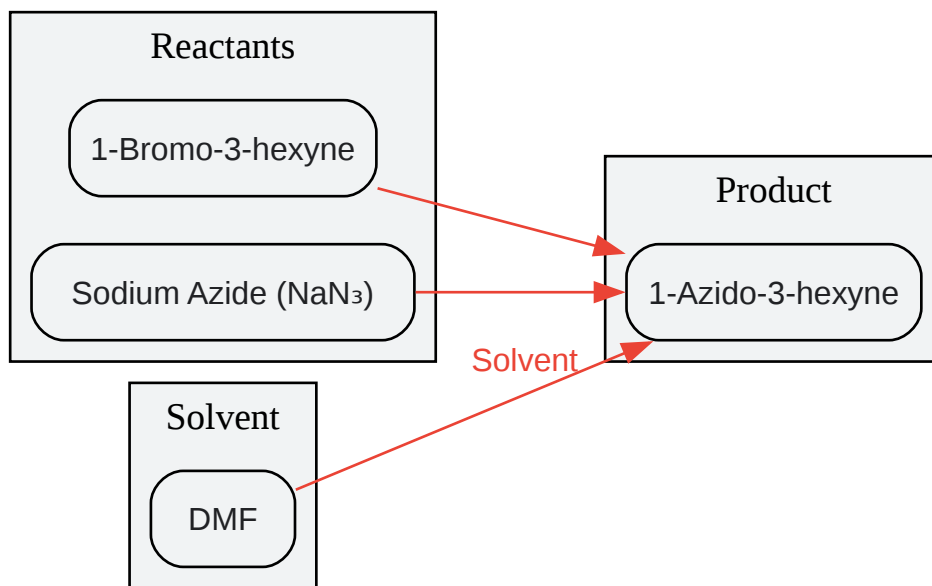 Reactants
1-Bromo-3-hexyne
Sodium Azide (NaN₃)
Product
1-Azido-3-hexyne
Solvent
Solvent
DMF